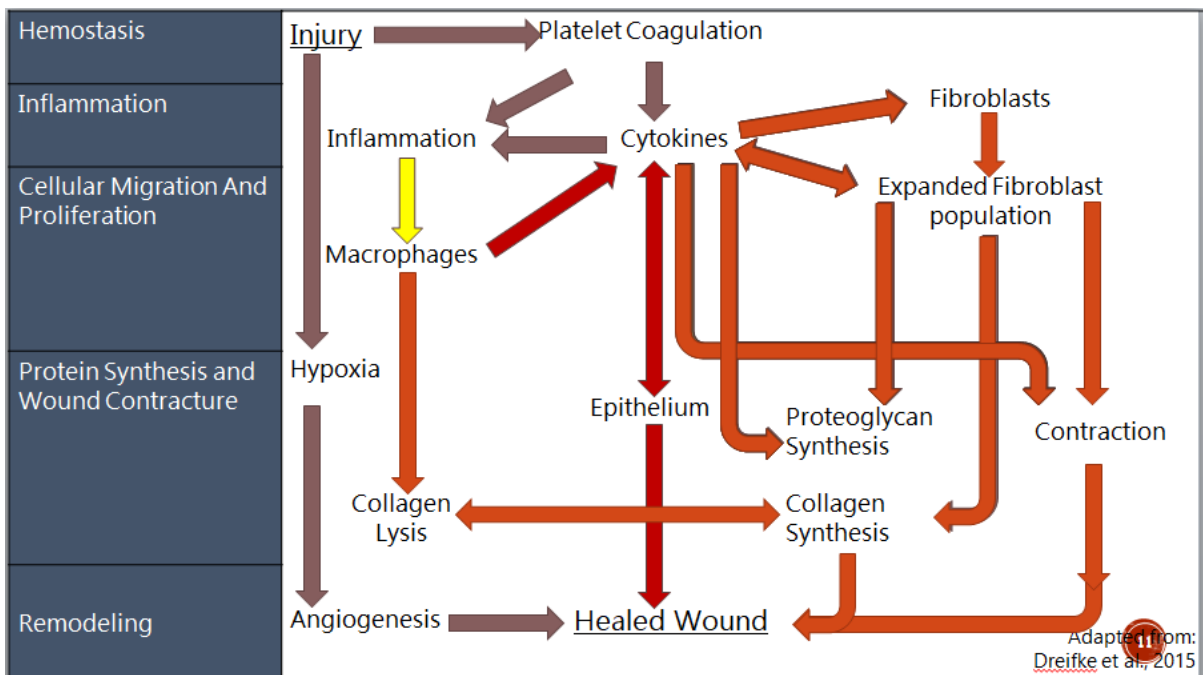 Hemostasis
Injury
Platelet Coagulation
Inflammation
Fibroblasts
Inflammation
Cytokines
Cellular Migration And
Proliferation
Expanded Fibroblast
population
Macrophages
Protein Synthesis and
Wound Contracture
Hypoxia
Epithelium
Proteoglycan
Synthesis
Contraction
Collagen
Lysis
Collagen
Synthesis
Remodeling
Angiogenesis
Healed Wound
11
Adapted from:
Dreifke et al., 2015